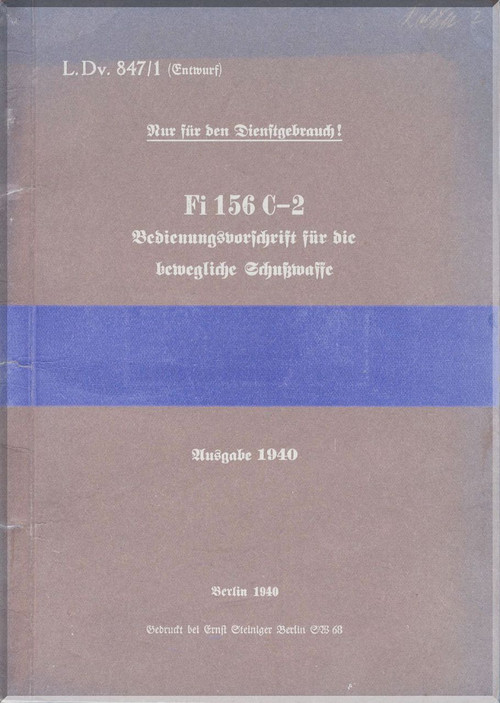 L.Dv. 847/1 (Entwurf)
Nur für den Dienstgebrauch!
Fi 156 C-2
Bedienungsvorschrift für die
bewegliche Schußwaffe
Ausgabe 1940
Berlin 1940
Gedruckt bei Ernst Steiniger Berlin SW 68